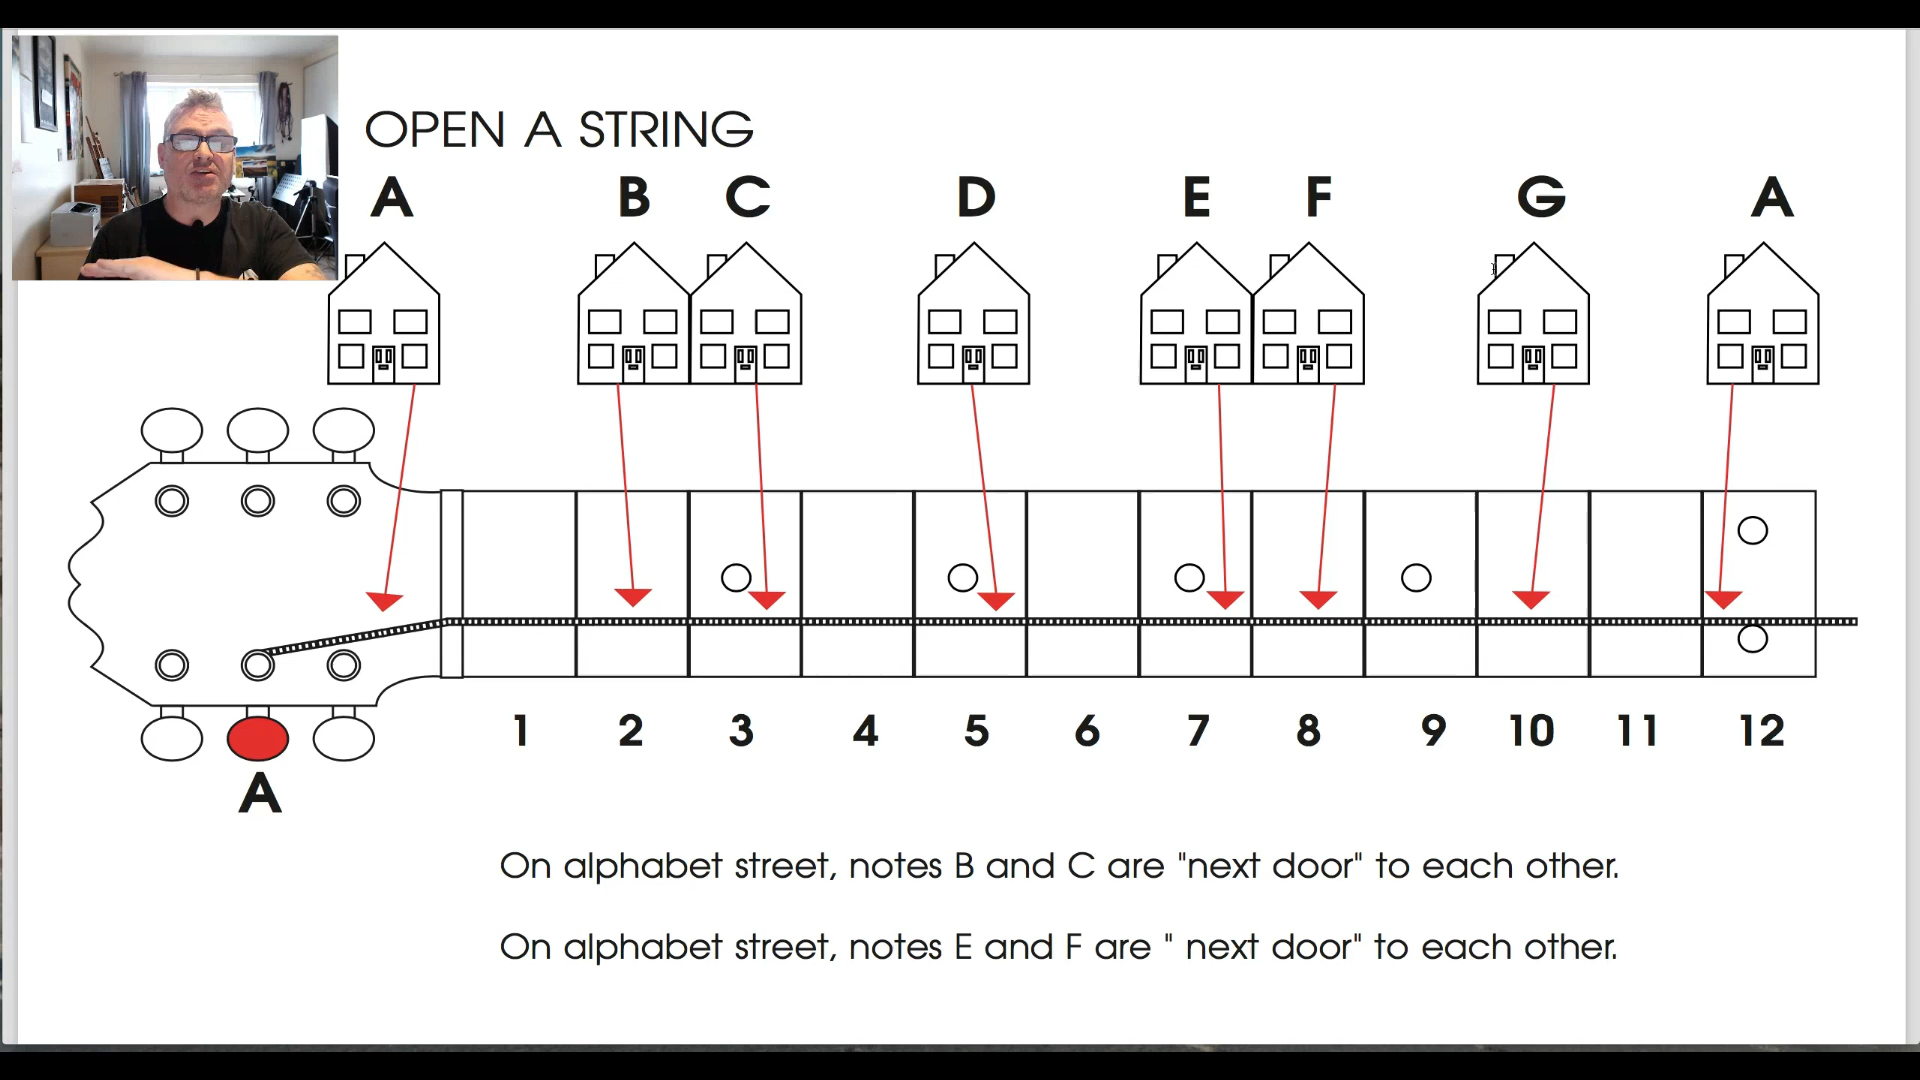 OPEN A STRING
A B C D E F G A
1 2 3 4 5 6 7 8 9 10 11 12
A
On alphabet street, notes B and C are "next door" to each other.
On alphabet street, notes E and F are " next door" to each other.